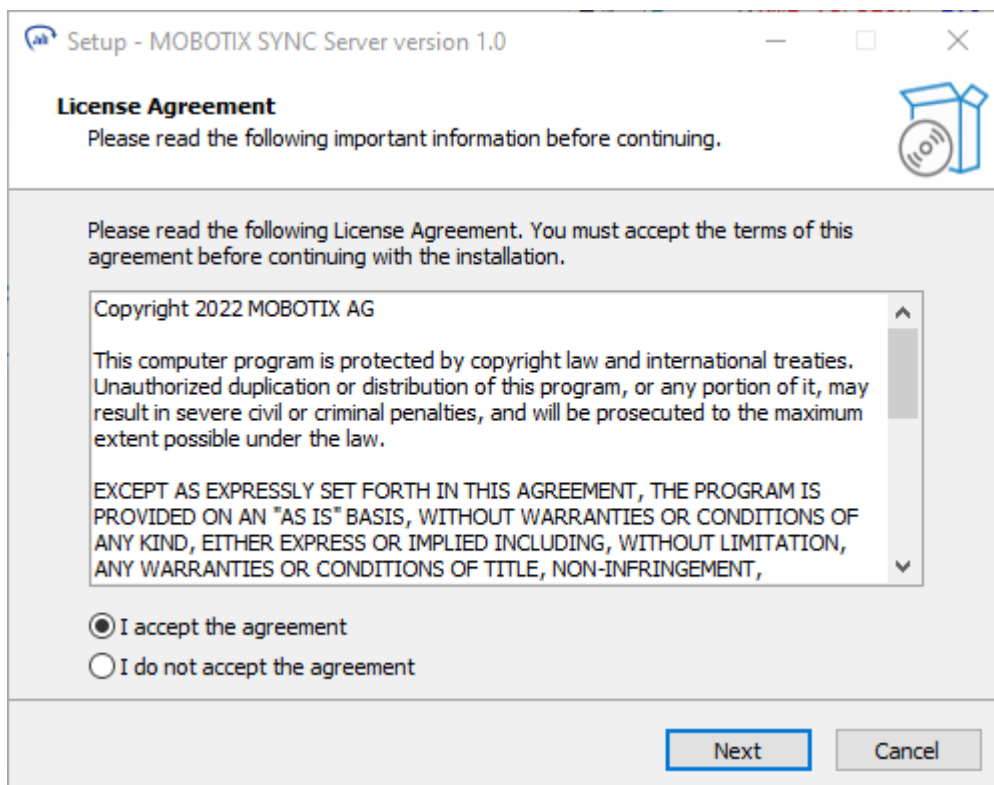 Setup - MOBOTIX SYNC Server version 1.0
License Agreement
Please read the following important information before continuing.
Please read the following License Agreement. You must accept the terms of this
agreement before continuing with the installation.
Copyright 2022 MOBOTIX AG
This computer program is protected by copyright law and international treaties.
Unauthorized duplication or distribution of this program, or any portion of it, may
result in severe civil or criminal penalties, and will be prosecuted to the maximum
extent possible under the law.
EXCEPT AS EXPRESSLY SET FORTH IN THIS AGREEMENT, THE PROGRAM IS
PROVIDED ON AN "AS IS" BASIS, WITHOUT WARRANTIES OR CONDITIONS OF
ANY KIND, EITHER EXPRESS OR IMPLIED INCLUDING, WITHOUT LIMITATION,
ANY WARRANTIES OR CONDITIONS OF TITLE, NON-INFRINGEMENT,
I accept the agreement
I do not accept the agreement
Next
Cancel